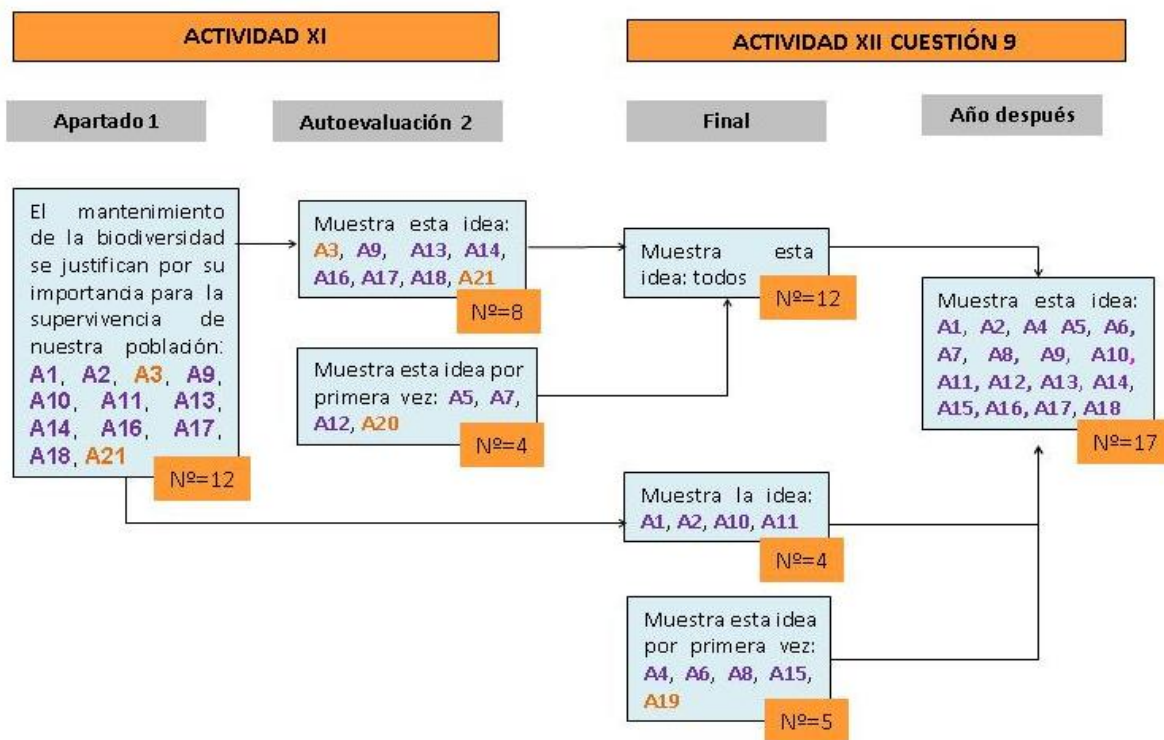 ACTIVIDAD XI
ACTIVIDAD XII CUESTIÓN 9
Apartado 1
Autoevaluación 2
Final
Año después
El mantenimiento
de la biodiversidad
se justifican por su
importancia para la
supervivencia de
nuestra población:
A1, A2, A3, A9,
A10, A11, A13,
A14, A16, A17,
A18, A21
Nº=12
Muestra esta idea:
A3, A9, A13, A14,
A16, A17, A18, A21
Nº=8
Muestra esta idea por
primera vez: A5, A7,
A12, A20
Nº=4
Muestra esta
idea: todos
Nº=12
Muestra la idea:
A1, A2, A10, A11
Nº=4
Muestra esta idea
por primera vez:
A4, A6, A8, A15,
A19
Nº=5
Muestra esta idea:
A1, A2, A4 A5, A6,
A7, A8, A9, A10,
A11, A12, A13, A14,
A15, A16, A17, A18
Nº=17